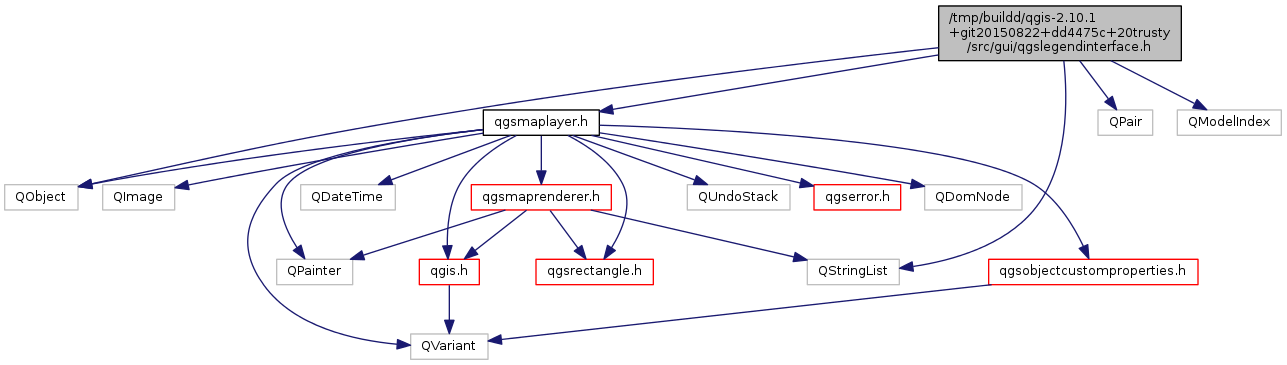 /tmp/buildd/qgis-2.10.1
+git20150822+dd4475c+20trusty
/src/gui/qgslegendinterface.h
qgsmaplayer.h
QPair
QModelIndex
QObject
QImage
QDateTime
qgsmaprenderer.h
QUndoStack
qgserror.h
QDomNode
QPainter
qgis.h
qgsrectangle.h
QStringList
qgsobjectcustomproperties.h
QVariant